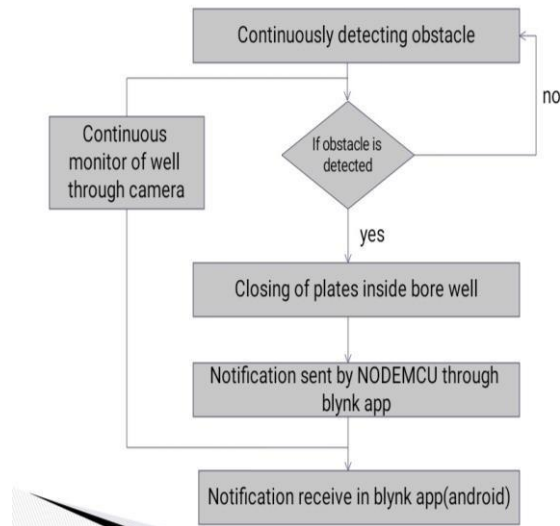 Continuously detecting obstacle
no
If obstacle is
detected
Continuous
monitor of well
through camera
yes
Closing of plates inside bore well
Notification sent by NODEMCU through
blynk app
Notification receive in blynk app(android)